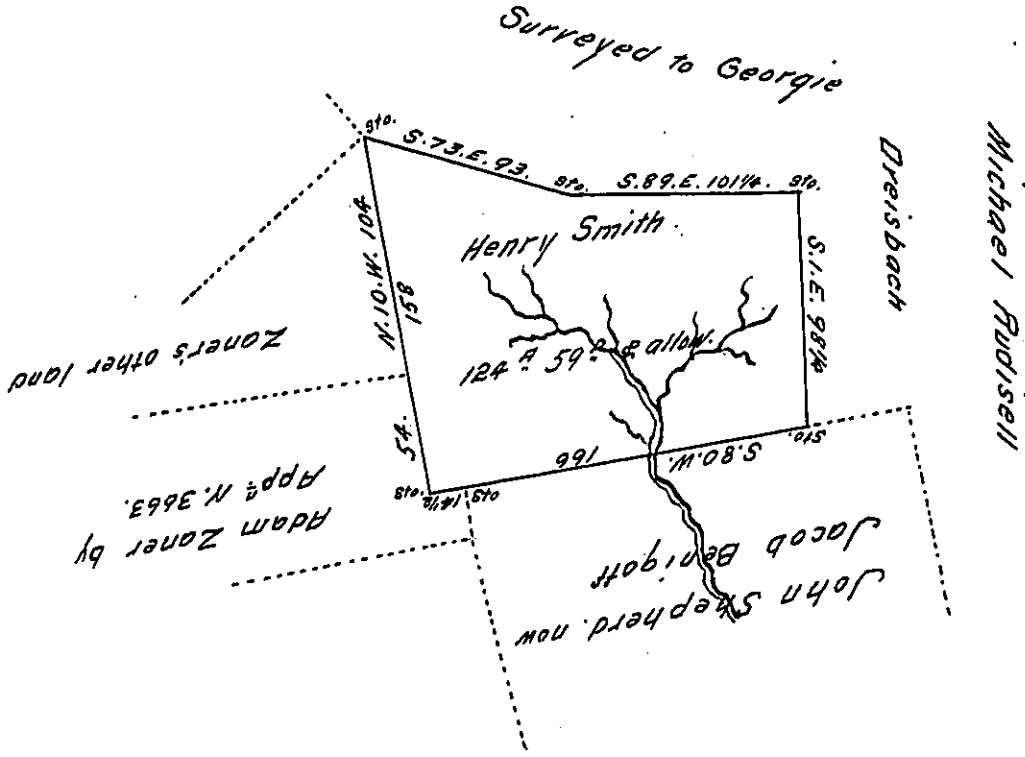 Surveyed to Georgie
Dreisbach
Michael Rudisell
Sto.
S.73.E.93.
Sto.
S.89.E.101¼.
Sto.
S.1.E. 98¼
Sto.
S.80.W.
166
Sto.
14½
Sto.
N.10.W. 104
158
54.
Henry Smith.
124 A. 59 P. & allow.
Zaner's other land
Adam Zaner by
Appn. N. 3663.
John Shepherd. now
Jacob Benigoff